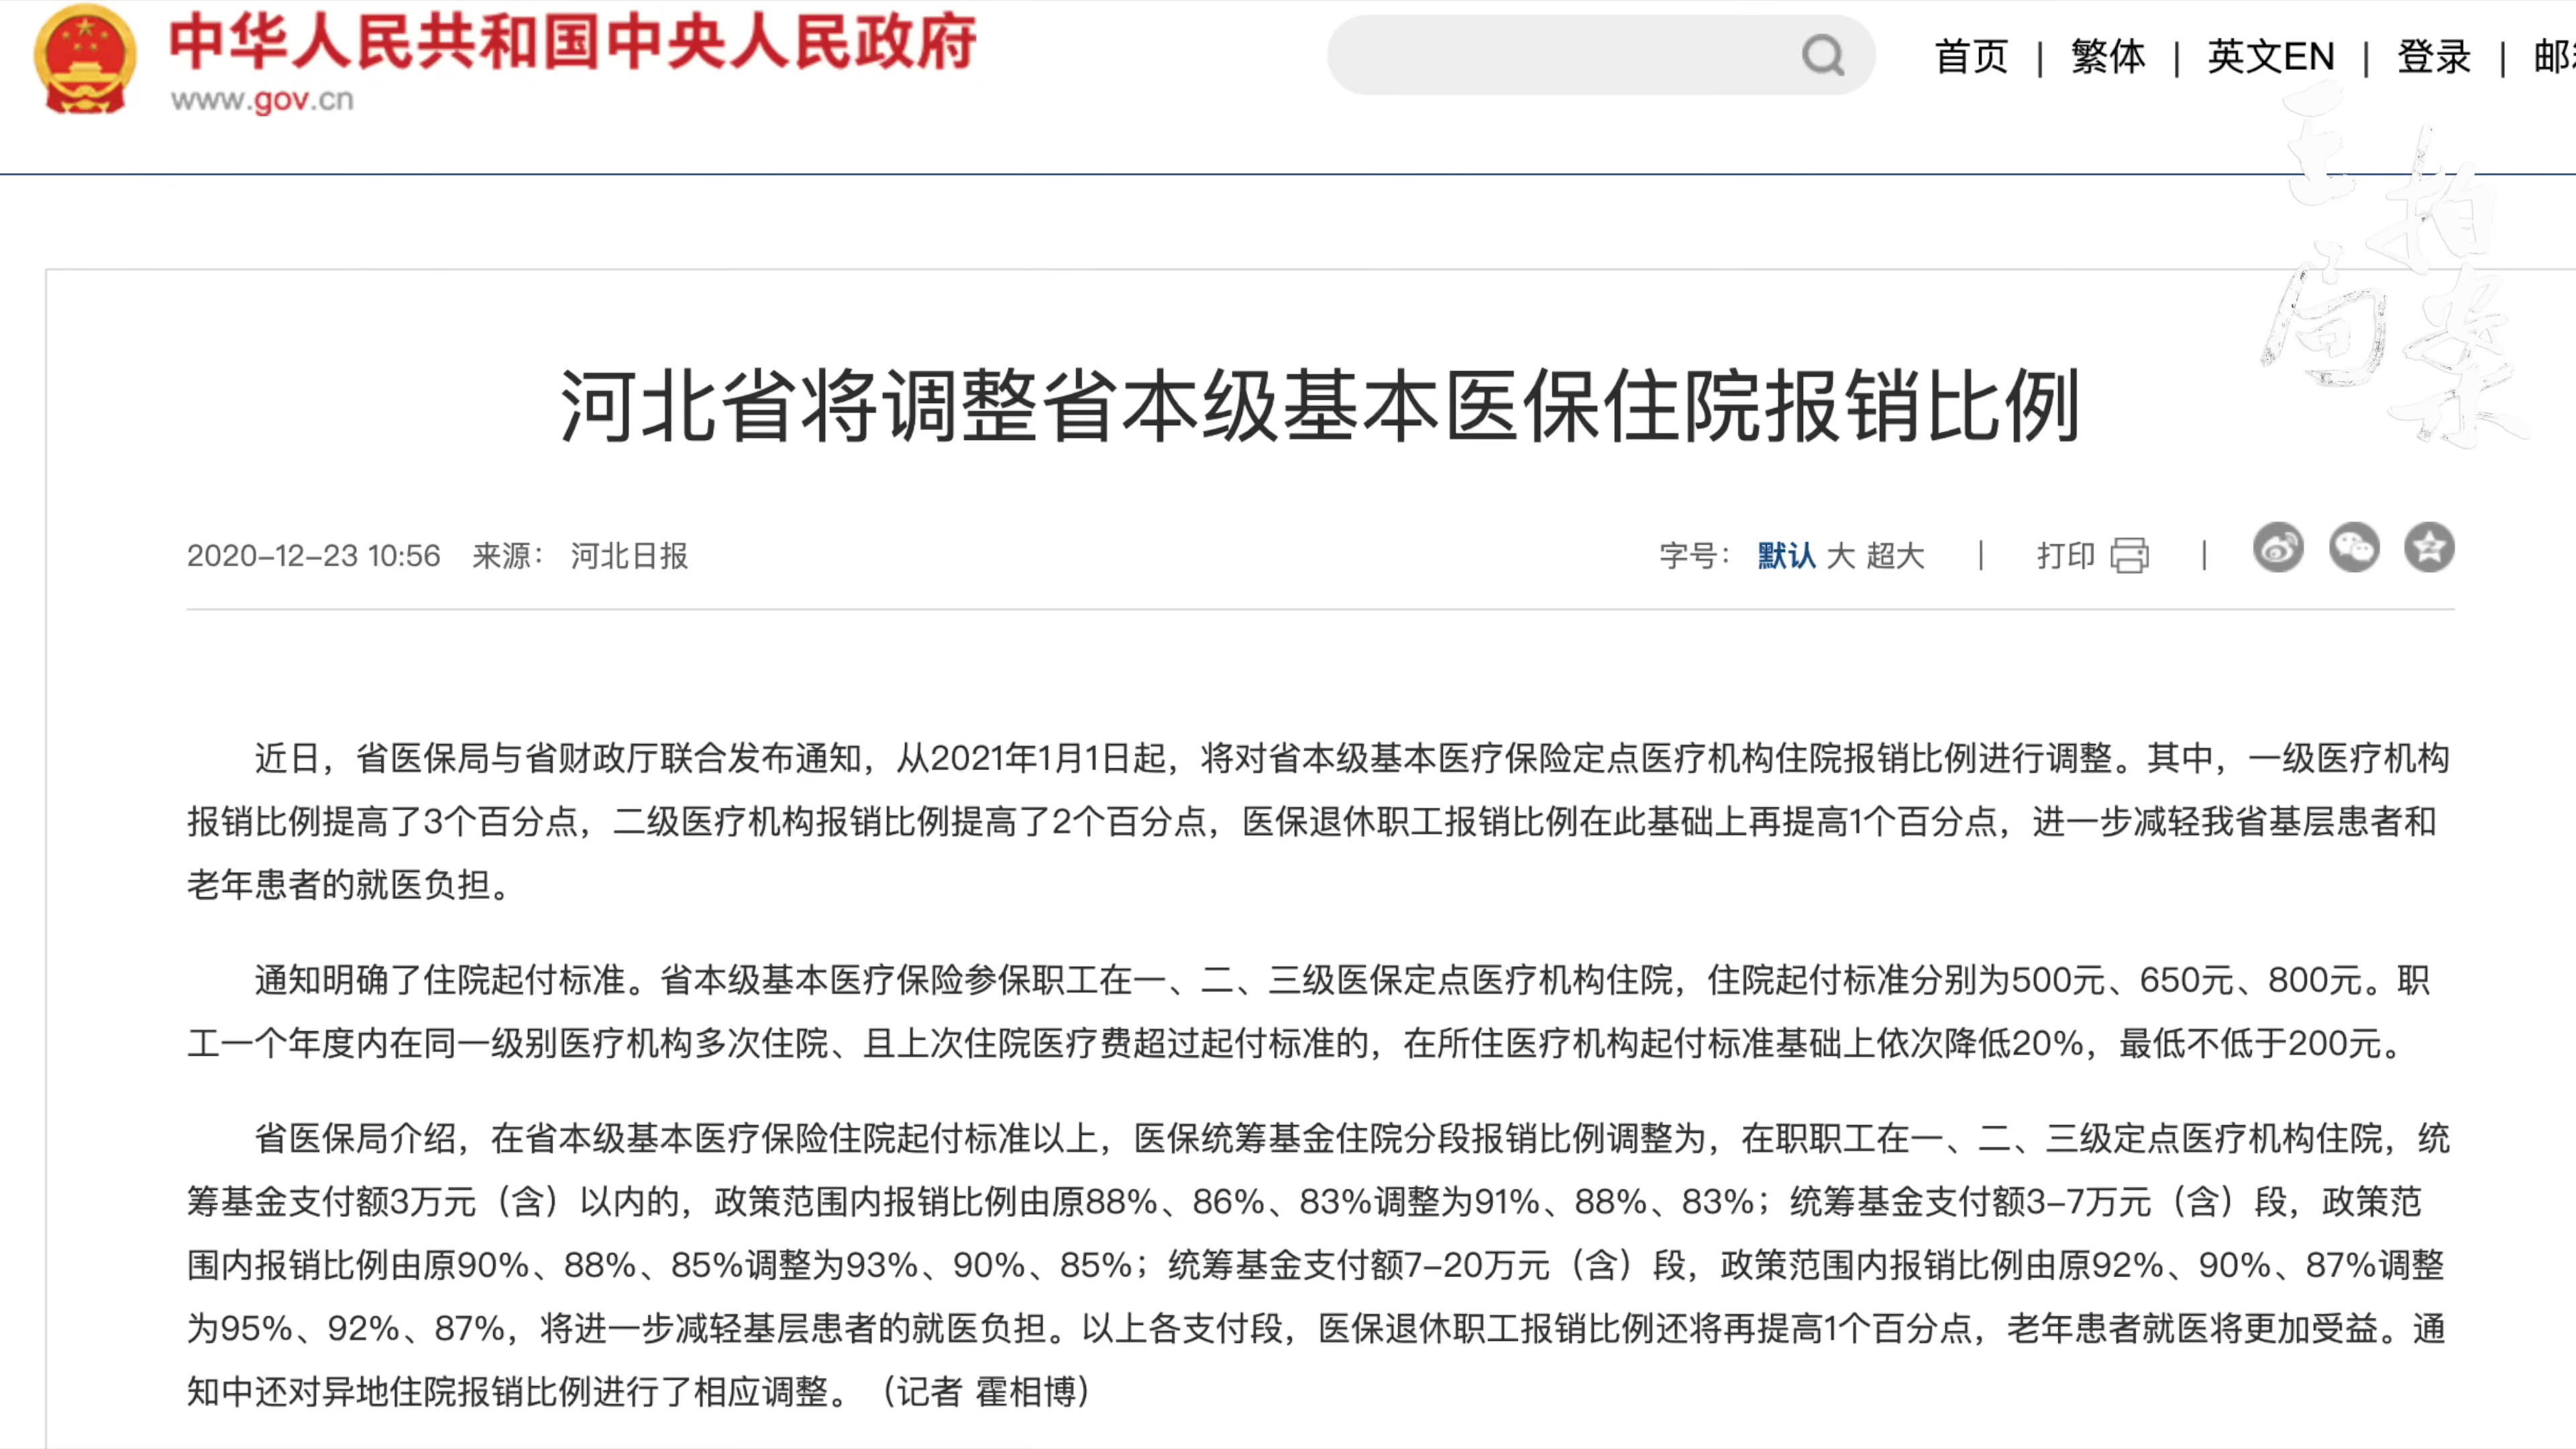 中华人民共和国中央人民政府
www.gov.cn
首页 | 繁体 | 英文EN | 登录 | 邮
王拍案
局
河北省将调整省本级基本医保住院报销比例
2020-12-23 10:56 来源： 河北日报
字号： 默认 大 超大 | 打印 |
近日，省医保局与省财政厅联合发布通知，从2021年1月1日起，将对省本级基本医疗保险定点医疗机构住院报销比例进行调整。其中，一级医疗机构
报销比例提高了3个百分点，二级医疗机构报销比例提高了2个百分点，医保退休职工报销比例在此基础上再提高1个百分点，进一步减轻我省基层患者和
老年患者的就医负担。
通知明确了住院起付标准。省本级基本医疗保险参保职工在一、二、三级医保定点医疗机构住院，住院起付标准分别为500元、650元、800元。职
工一个年度内在同一级别医疗机构多次住院、且上次住院医疗费超过起付标准的，在所住医疗机构起付标准基础上依次降低20%，最低不低于200元。
省医保局介绍，在省本级基本医疗保险住院起付标准以上，医保统筹基金住院分段报销比例调整为，在职职工在一、二、三级定点医疗机构住院，统
筹基金支付额3万元（含）以内的，政策范围内报销比例由原88%、86%、83%调整为91%、88%、83%；统筹基金支付额3-7万元（含）段，政策范
围内报销比例由原90%、88%、85%调整为93%、90%、85%；统筹基金支付额7-20万元（含）段，政策范围内报销比例由原92%、90%、87%调整
为95%、92%、87%，将进一步减轻基层患者的就医负担。以上各支付段，医保退休职工报销比例还将再提高1个百分点，老年患者就医将更加受益。通
知中还对异地住院报销比例进行了相应调整。（记者 霍相博）